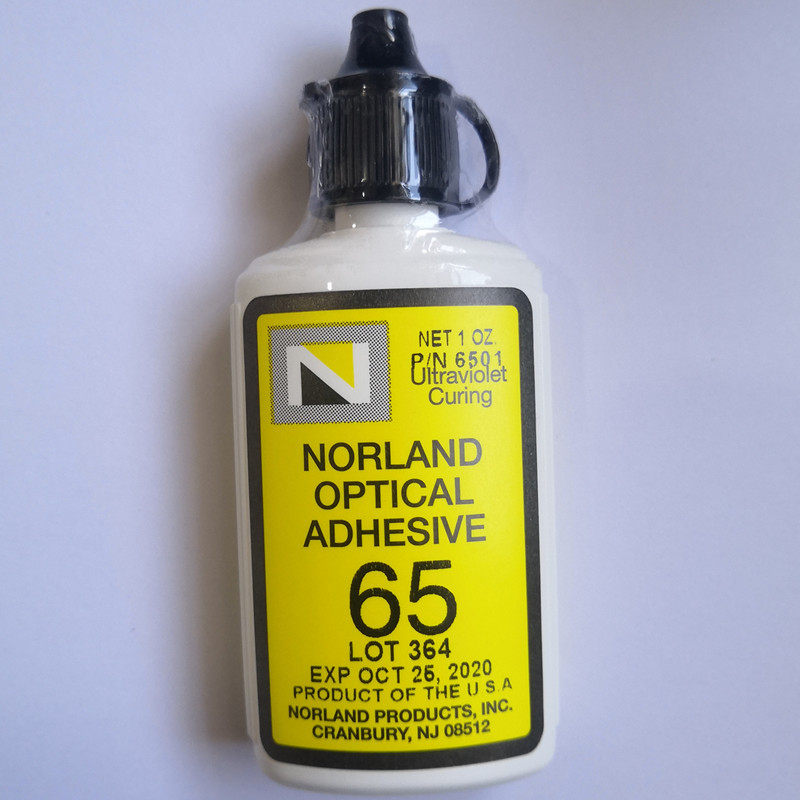 N
NET 1 OZ.
P/N 6501
Ultraviolet
Curing
NORLAND
OPTICAL
ADHESIVE
65
LOT 364
EXP OCT 25, 2020
PRODUCT OF THE U S.A
NORLAND PRODUCTS, INC.
CRANBURY, NJ 08512